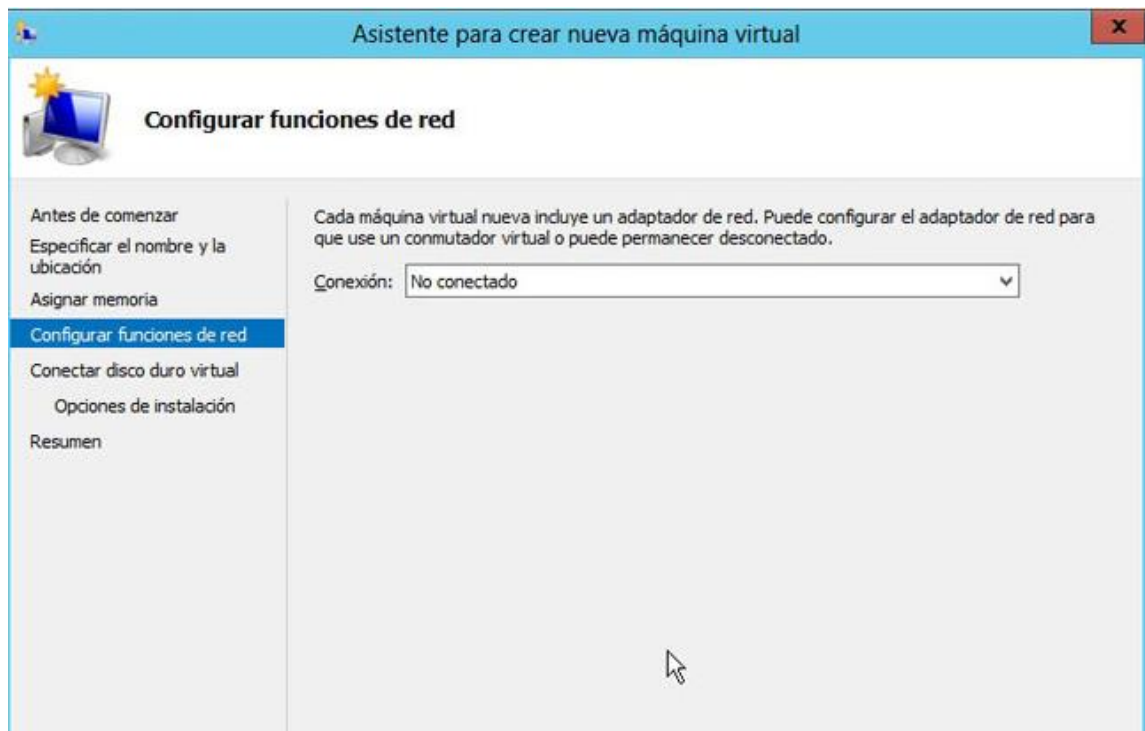 Asistente para crear nueva máquina virtual
x
Configurar funciones de red
Antes de comenzar
Especificar el nombre y la
ubicación
Asignar memoria
Configurar funciones de red
Conectar disco duro virtual
Opciones de instalación
Resumen
Cada máquina virtual nueva incluye un adaptador de red. Puede configurar el adaptador de red para
que use un conmutador virtual o puede permanecer desconectado.
Conexión: No conectado